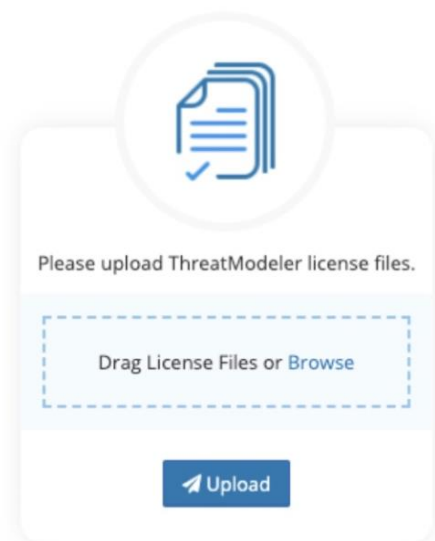 Please upload ThreatModeler license files.
Drag License Files or Browse
Upload